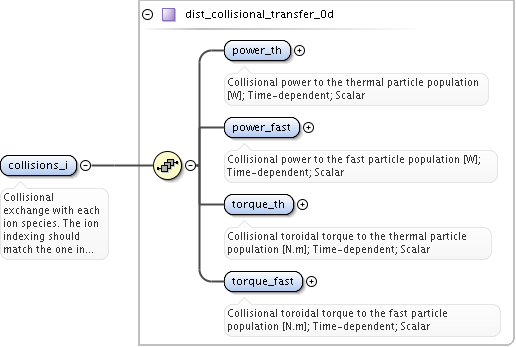 dist_collisional_transfer_0d
power_th
Collisional power to the thermal particle population
[W]; Time-dependent; Scalar
power_fast
Collisional power to the fast particle population [W];
Time-dependent; Scalar
collisions_i
Collisional
exchange with each
ion species. The ion
indexing should
match the one in...
torque_th
Collisional toroidal torque to the thermal particle
population [N.m]; Time-dependent; Scalar
torque_fast
Collisional toroidal torque to the fast particle
population [N.m]; Time-dependent; Scalar